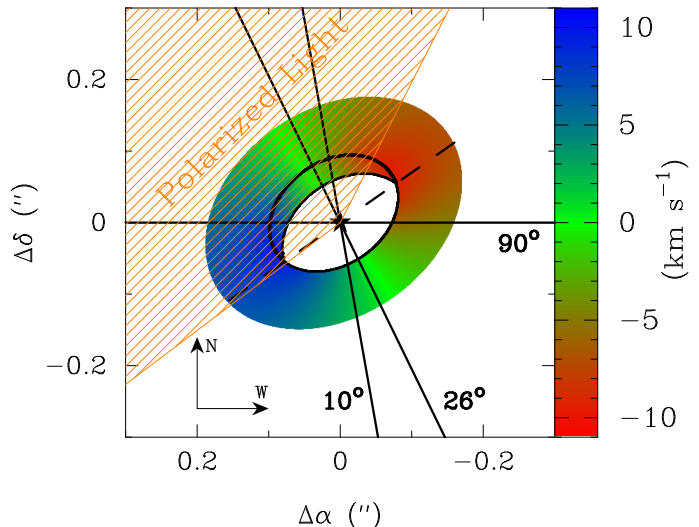 Polarized Light
0.2
0
−0.2
Δδ (″)
N
W
10°
26°
90°
0.2
0
−0.2
Δα (″)
10
5
0
−5
−10
(km s⁻¹)